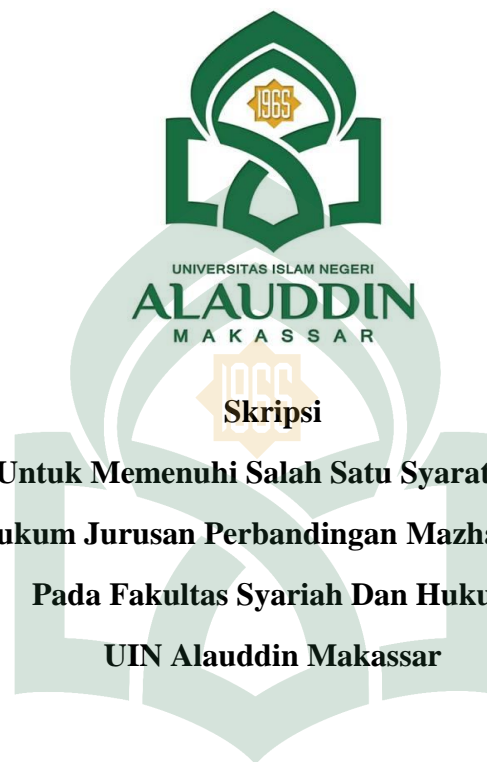 1965
UNIVERSITAS ISLAM NEGERI
ALAUDDIN
MAKASSAR
1965
Skripsi
Untuk Memenuhi Salah Satu Syarat
ukum Jurusan Perbandingan Mazha
Pada Fakultas Syariah Dan Huku
UIN Alauddin Makassar